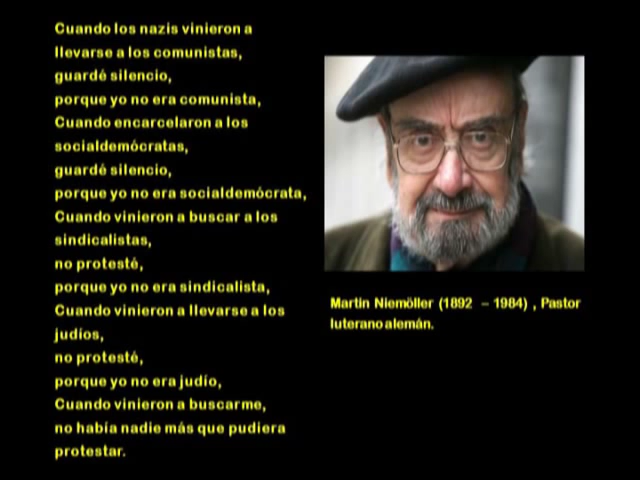 Cuando los nazis vinieron a
llevarse a los comunistas,
guardé silencio,
porque yo no era comunista,
Cuando encarcelaron a los
socialdemócratas,
guardé silencio,
porque yo no era socialdemócrata,
Cuando vinieron a buscar a los
sindicalistas,
no protesté,
porque yo no era sindicalista,
Cuando vinieron a llevarse a los
judíos,
no protesté,
porque yo no era judío,
Cuando vinieron a buscarme,
no había nadie más que pudiera
protestar.
Martin Niemöller (1892 – 1984) , Pastor
luterano alemán.